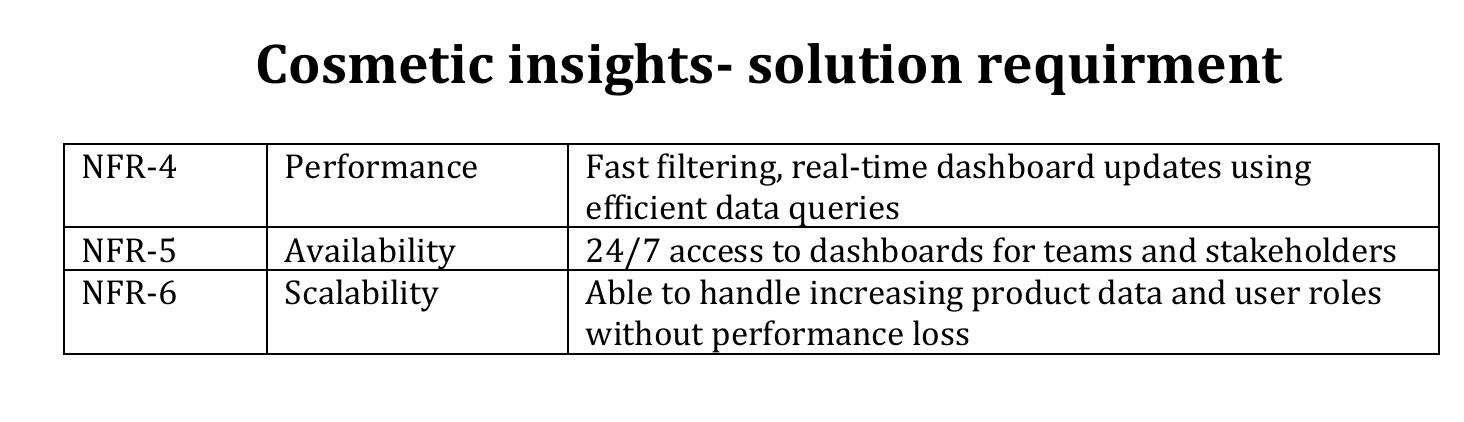 Cosmetic insights- solution requirment
NFR-4 Performance Fast filtering, real-time dashboard updates using
efficient data queries
NFR-5 Availability 24/7 access to dashboards for teams and stakeholders
NFR-6 Scalability Able to handle increasing product data and user roles
without performance loss